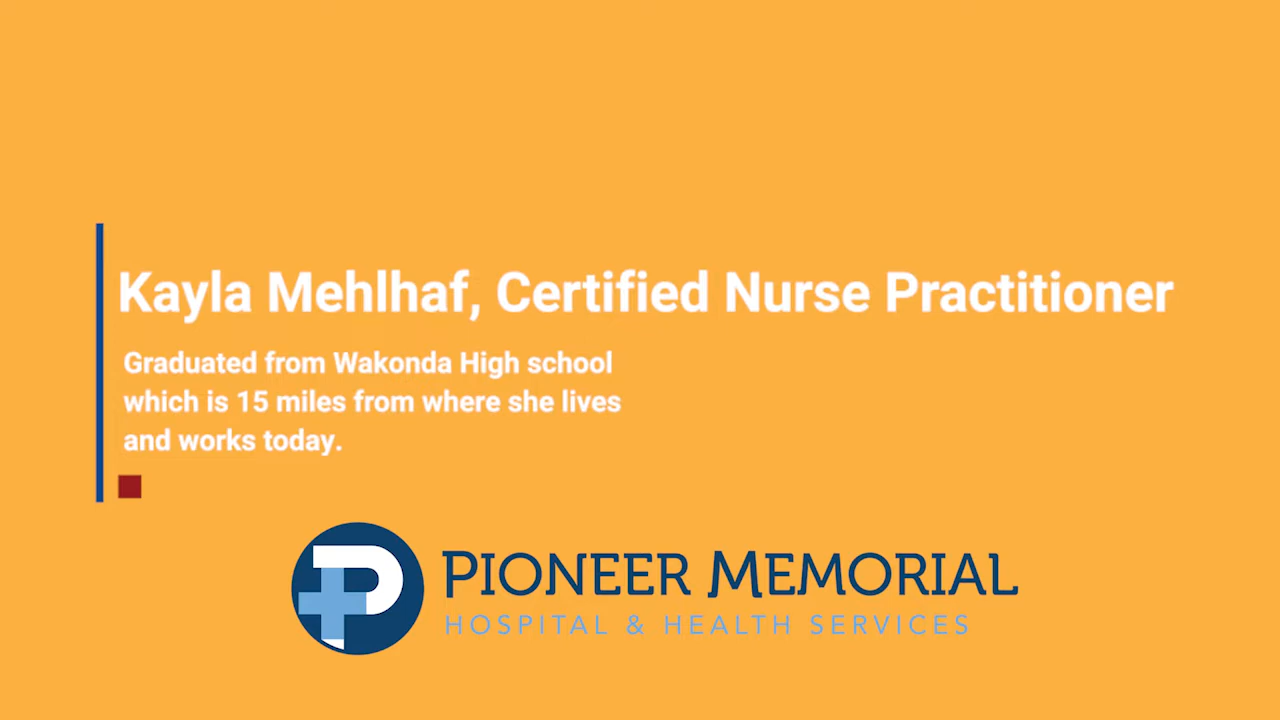 Kayla Mehlhaf, Certified Nurse Practitioner
Graduated from Wakonda High school
which is 15 miles from where she lives
and works today.
P
PIONEER MEMORIAL
HOSPITAL & HEALTH SERVICES